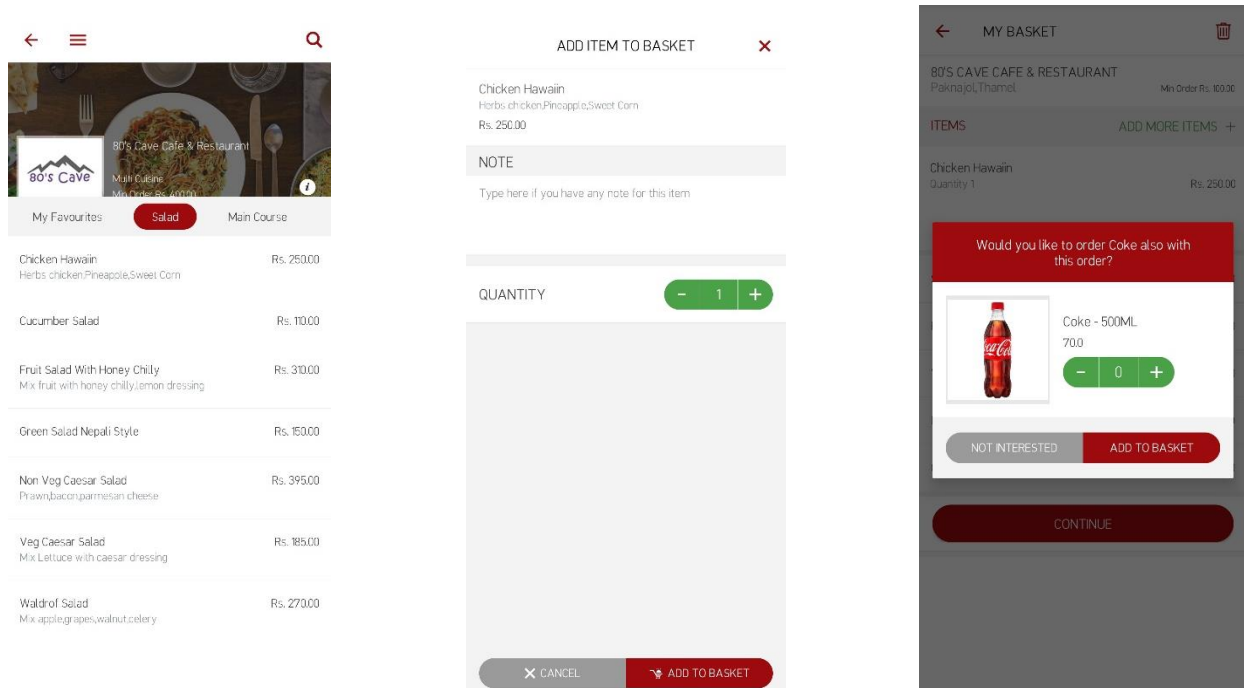 80's Cave Cafe & Restaurant
80's Cave
Multi Cuisine
Min Order Rs. 400.00
My Favourites Salad Main Course
Chicken Hawaiin Rs. 250.00
Herbs chicken,Pineapple,Sweet Corn
Cucumber Salad Rs. 110.00
Fruit Salad With Honey Chilly Rs. 310.00
Mix fruit with honey chilly,lemon dressing
Green Salad Nepali Style Rs. 150.00
Non Veg Caesar Salad Rs. 395.00
Prawn,bacon,parmesan cheese
Veg Caesar Salad Rs. 185.00
Mix Lettuce with caesar dressing
Waldrof Salad Rs. 270.00
Mix apple,grapes,walnut,celery
ADD ITEM TO BASKET
Chicken Hawaiin
Herbs chicken,Pineapple,Sweet Corn
Rs. 250.00
NOTE
Type here if you have any note for this item
QUANTITY - 1 +
CANCEL ADD TO BASKET
MY BASKET
80'S CAVE CAFE & RESTAURANT
Paknajol,Thamel Min Order Rs. 100.00
ITEMS ADD MORE ITEMS +
Chicken Hawaiin
Quantity 1 Rs. 250.00
Would you like to order Coke also with
this order?
Coca-Cola
Coke - 500ML
70.0
- 0 +
NOT INTERESTED ADD TO BASKET
CONTINUE